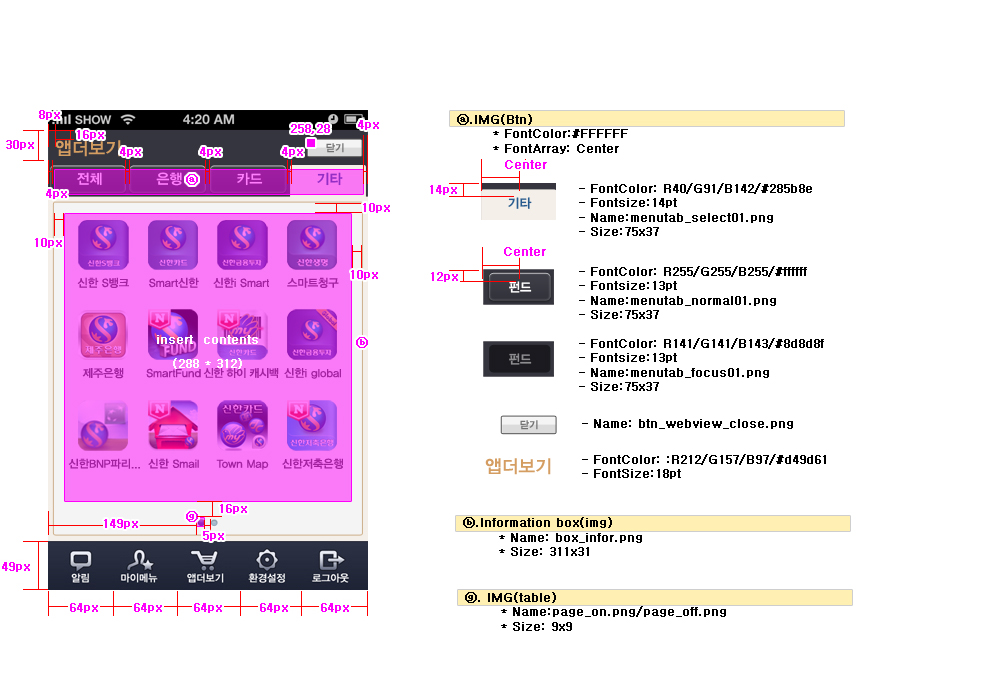 8px
SHOW
4:20 AM
4px
30px
16px
258, 28
앱더보기
닫기
4px
4px
4px
전체
은행
ⓐ
카드
기타
4px
10px
10px
10px
신한S뱅크
신한카드
신한금융투자
신한생명
신한 S뱅크
Smart신한
신한i Smart
스마트청구
제주은행
N
FUND
N
신한카드
신한금융투자
insert contents
(288 * 312)
ⓑ
제주은행
SmartFund
신한 하이 캐시백
신한i global
N
신한카드
my
N
신한저축은행
신한BNP파리...
신한 Smail
Town Map
신한저축은행
16px
ⓖ
149px
5px
49px
알림
마이메뉴
앱더보기
환경설정
로그아웃
64px
64px
64px
64px
64px
ⓐ.IMG(Btn)
* FontColor:#FFFFFF
* FontArray: Center
Center
14px
기타
- FontColor: R40/G91/B142/#285b8e
- Fontsize:14pt
- Name:menutab_select01.png
- Size:75x37
Center
12px
펀드
- FontColor: R255/G255/B255/#ffffff
- Fontsize:13pt
- Name:menutab_normal01.png
- Size:75x37
펀드
- FontColor: R141/G141/B143/#8d8d8f
- Fontsize:13pt
- Name:menutab_focus01.png
- Size:75x37
닫기
- Name: btn_webview_close.png
앱더보기
- FontColor: :R212/G157/B97/#d49d61
- FontSize:18pt
ⓑ.Information box(img)
* Name: box_infor.png
* Size: 311x31
ⓖ. IMG(table)
* Name:page_on.png/page_off.png
* Size: 9x9